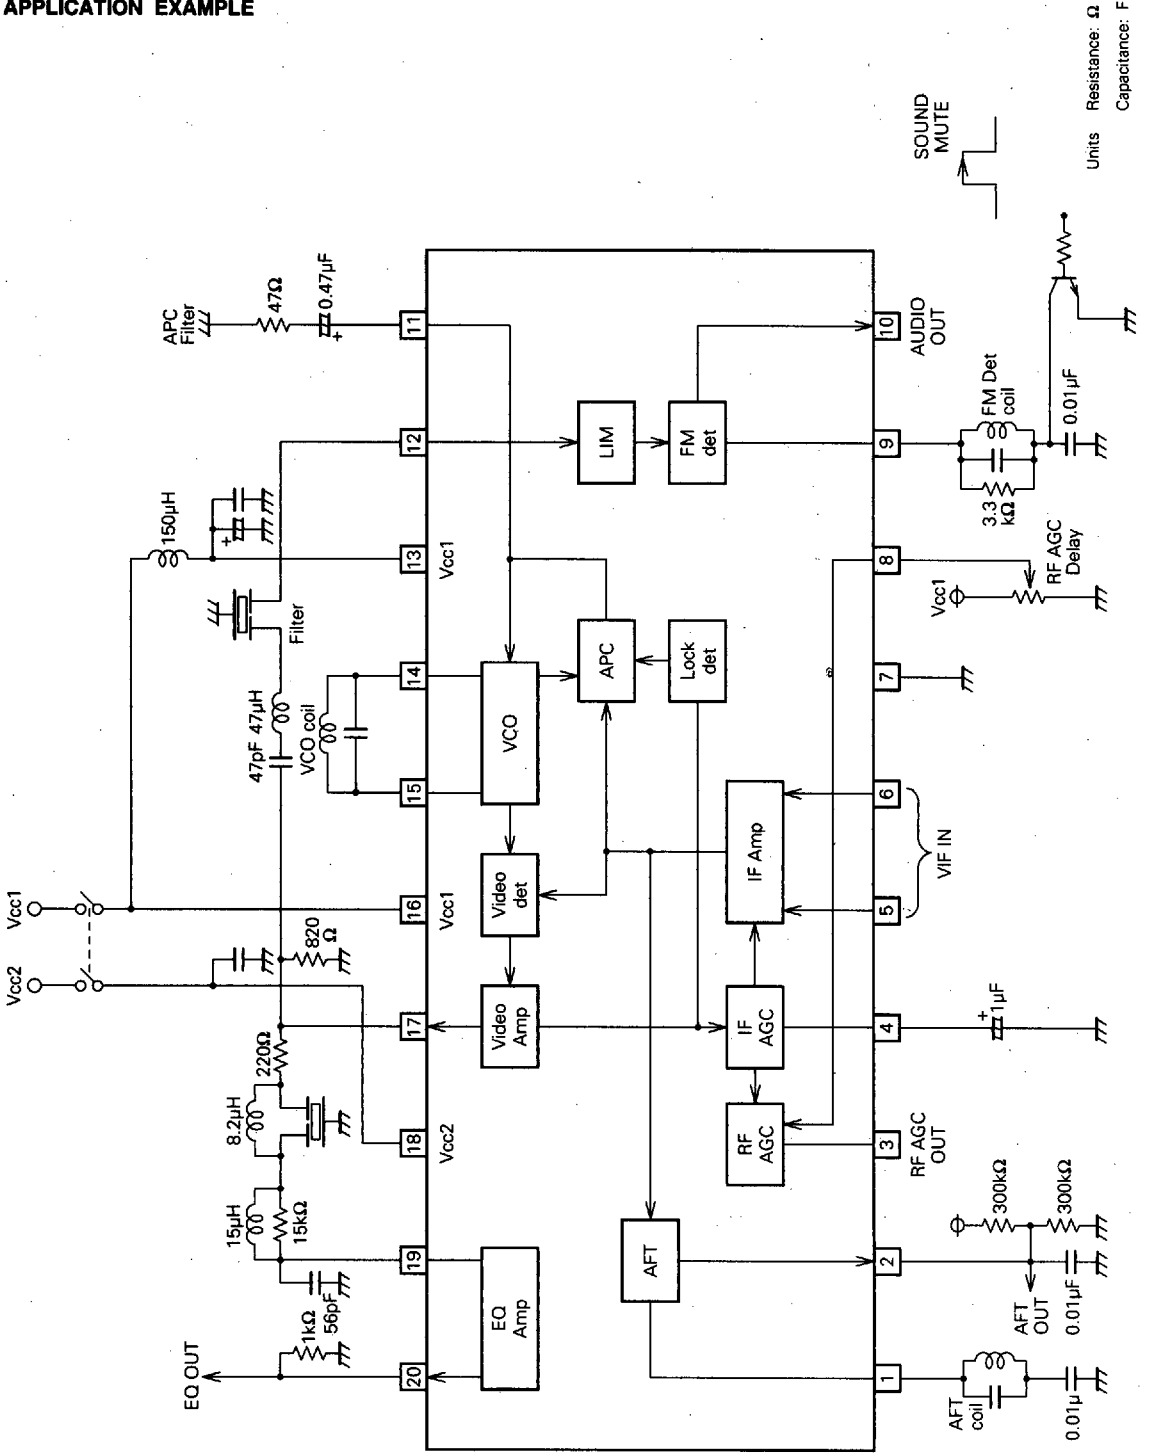 APPLICATION EXAMPLE
Units Resistance: Ω
Capacitance: F
SOUND
MUTE
APC
Filter
47Ω
0.47µF
+
11
12
150µH
+
13
Vcc1
Filter
47pF 47µH
VCO coil
14
15
Vcc1
Vcc2
16
Vcc1
820
Ω
17
220Ω
8.2µH
18
Vcc2
15µH
15kΩ
19
56pF
1kΩ
EQ OUT
20
LIM
FM
det
VCO
APC
Lock
det
Video
det
IF Amp
Video
Amp
IF
AGC
RF
AGC
AFT
EQ
Amp
10
AUDIO
OUT
9
FM Det
coil
3.3
kΩ
0.01µF
8
Vcc1
RF AGC
Delay
7
6
5
VIF IN
4
+
1µF
3
RF AGC
OUT
300kΩ
300kΩ
2
AFT
OUT
0.01µF
1
AFT
coil
0.01µ